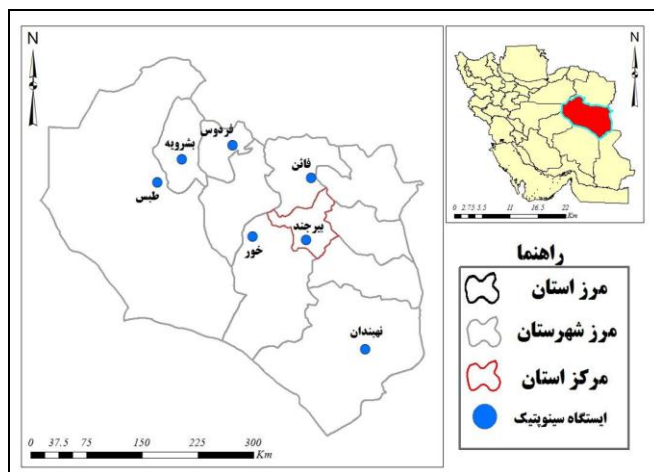 N
فردوس
بشرویه
قائن
طبس
بیرجند
خور
نهبندان
0 37.5 75 150 225 300
Km
N
0 2.75 5.5 11 16.5 22
Km
راهنما
مرز استان
مرز شهرستان
مرکز استان
ایستگاه سینوپتیک